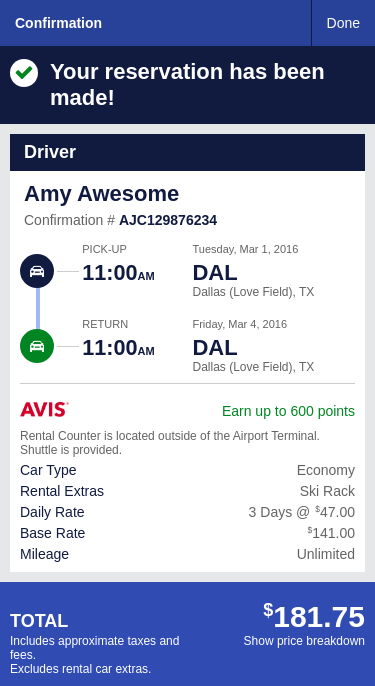 Confirmation
Done
Your reservation has been
made!
Driver
Amy Awesome
Confirmation # AJC129876234
PICK-UP
Tuesday, Mar 1, 2016
11:00AM
DAL
Dallas (Love Field), TX
RETURN
Friday, Mar 4, 2016
11:00AM
DAL
Dallas (Love Field), TX
AVIS
Earn up to 600 points
Rental Counter is located outside of the Airport Terminal.
Shuttle is provided.
Car Type Economy
Rental Extras Ski Rack
Daily Rate 3 Days @ $47.00
Base Rate $141.00
Mileage Unlimited
TOTAL $181.75
Includes approximate taxes and
fees.
Show price breakdown
Excludes rental car extras.